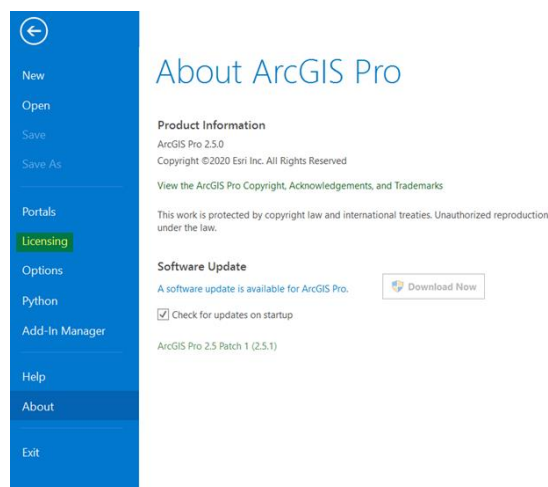 New
Open
Save
Save As
Portals
Licensing
Options
Python
Add-In Manager
Help
About
Exit
About ArcGIS Pro
Product Information
ArcGIS Pro 2.5.0
Copyright ©2020 Esri Inc. All Rights Reserved
View the ArcGIS Pro Copyright, Acknowledgements, and Trademarks
This work is protected by copyright law and international treaties. Unauthorized reproduction
under the law.
Software Update
A software update is available for ArcGIS Pro.
Download Now
Check for updates on startup
ArcGIS Pro 2.5 Patch 1 (2.5.1)